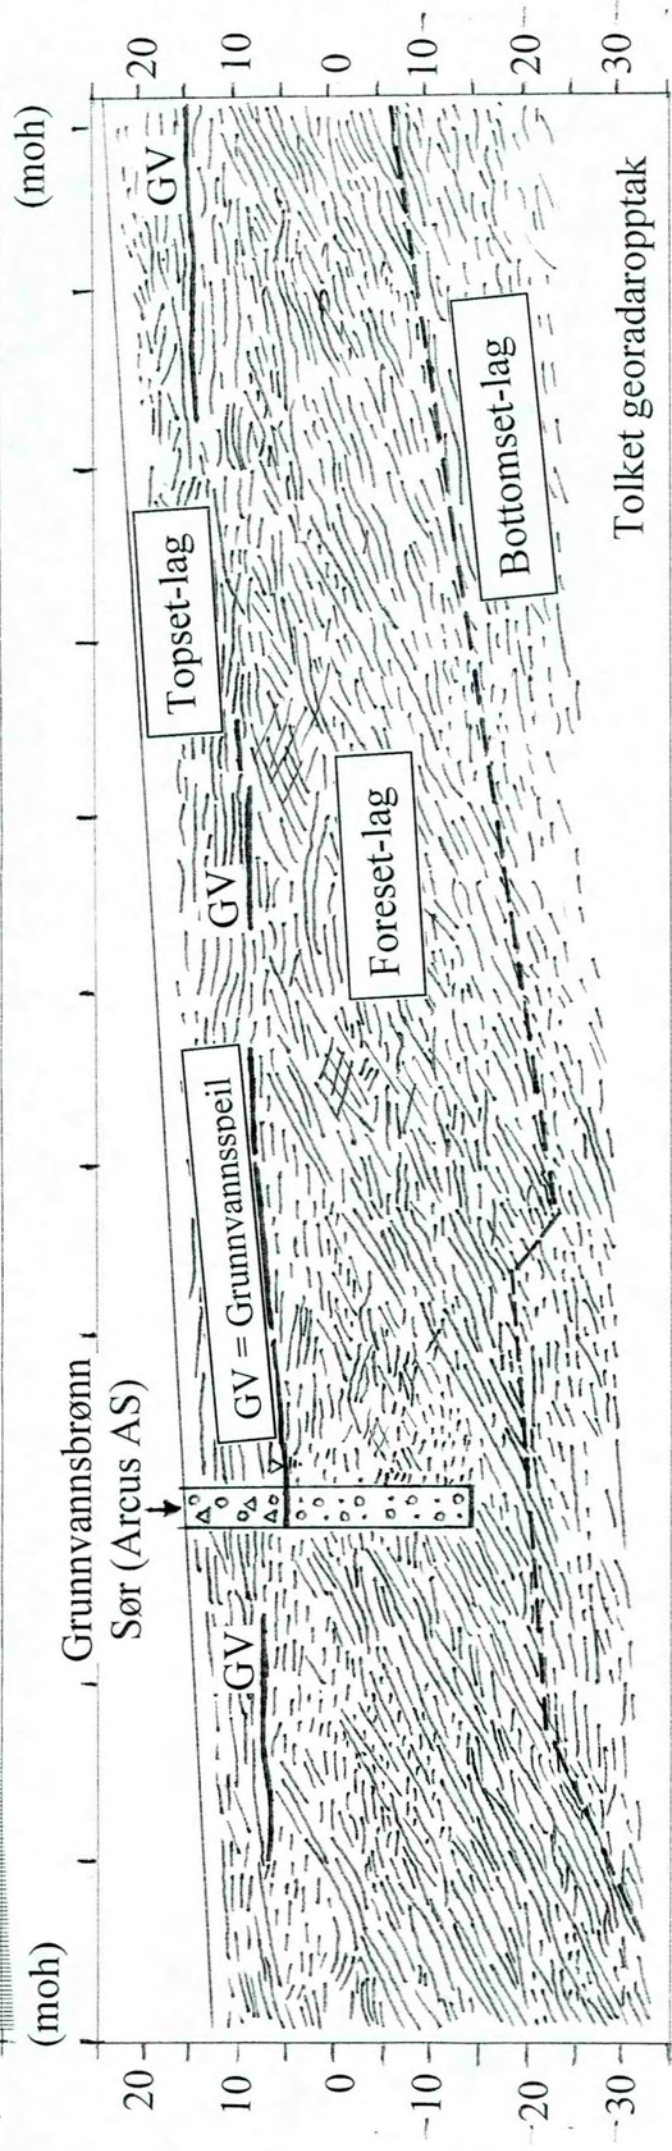 (moh)
(moh)
Grunnvannsbrønn
Sør (Arcus AS)
20
10
0
-10
-20
-30
20
10
0
-10
-20
-30
GV
GV = Grunnvannsspeil
GV
Topset-lag
GV
Foreset-lag
Bottomset-lag
Tolket georadaropptak